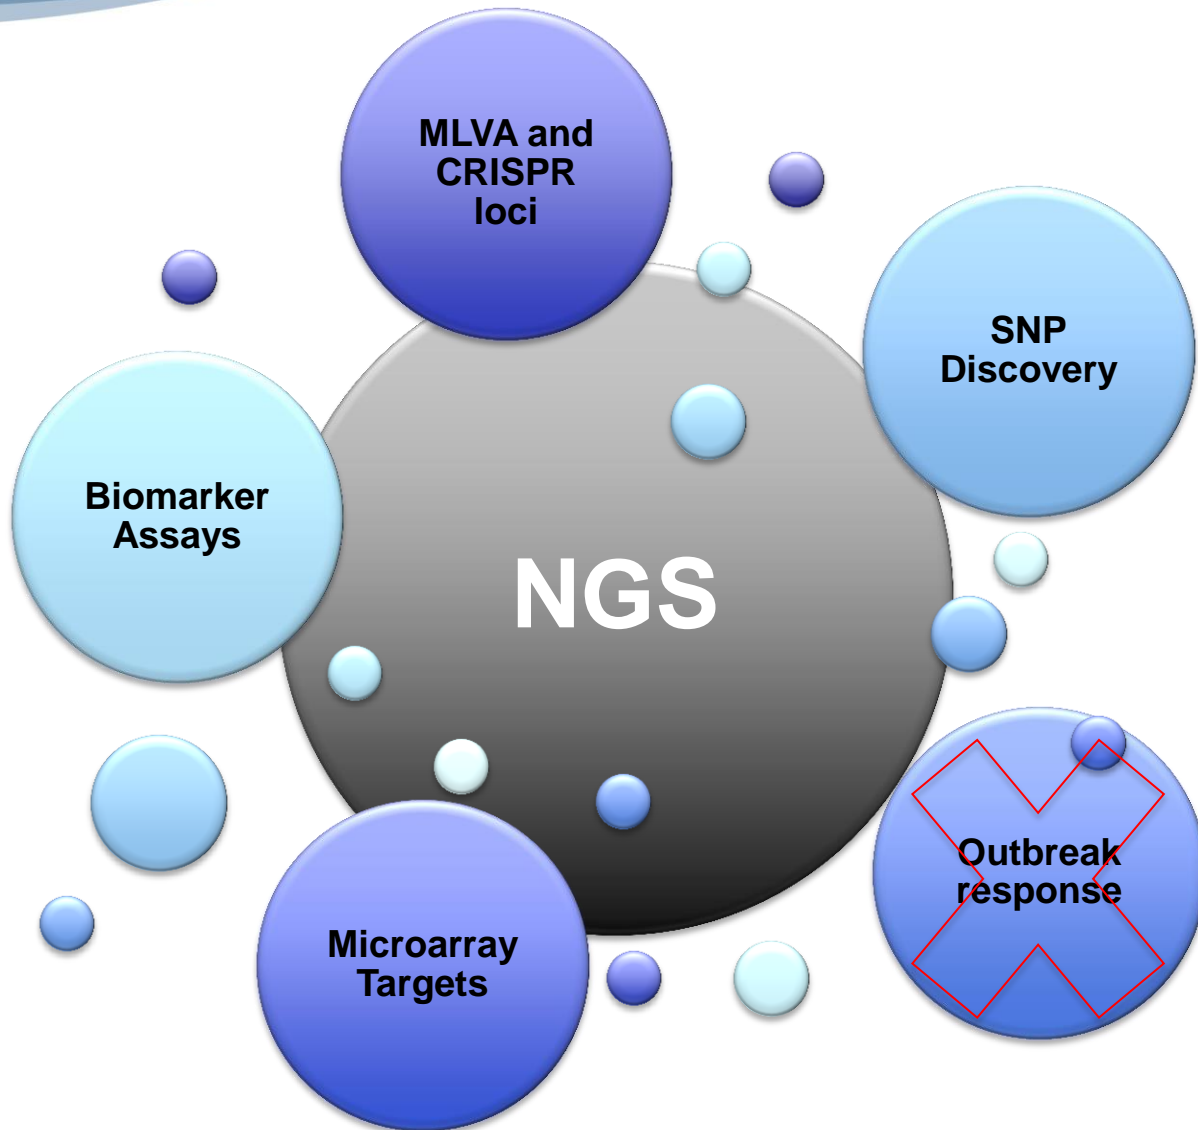 MLVA and
CRISPR
loci
SNP
Discovery
Biomarker
Assays
NGS
Outbreak
response
Microarray
Targets